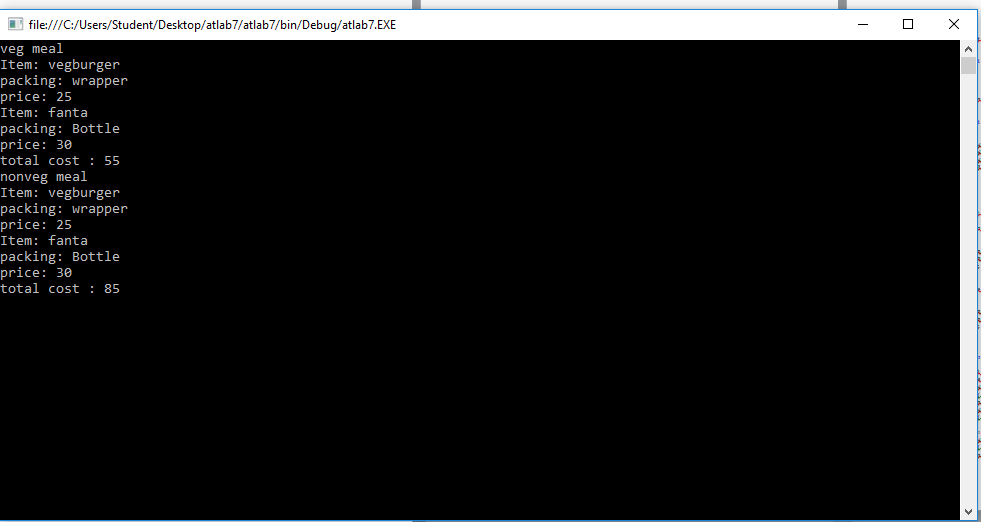 file:///C:/Users/Student/Desktop/atlab7/atlab7/bin/Debug/atlab7.EXE
veg meal
Item: vegburger
packing: wrapper
price: 25
Item: fanta
packing: Bottle
price: 30
total cost : 55
nonveg meal
Item: vegburger
packing: wrapper
price: 25
Item: fanta
packing: Bottle
price: 30
total cost : 85